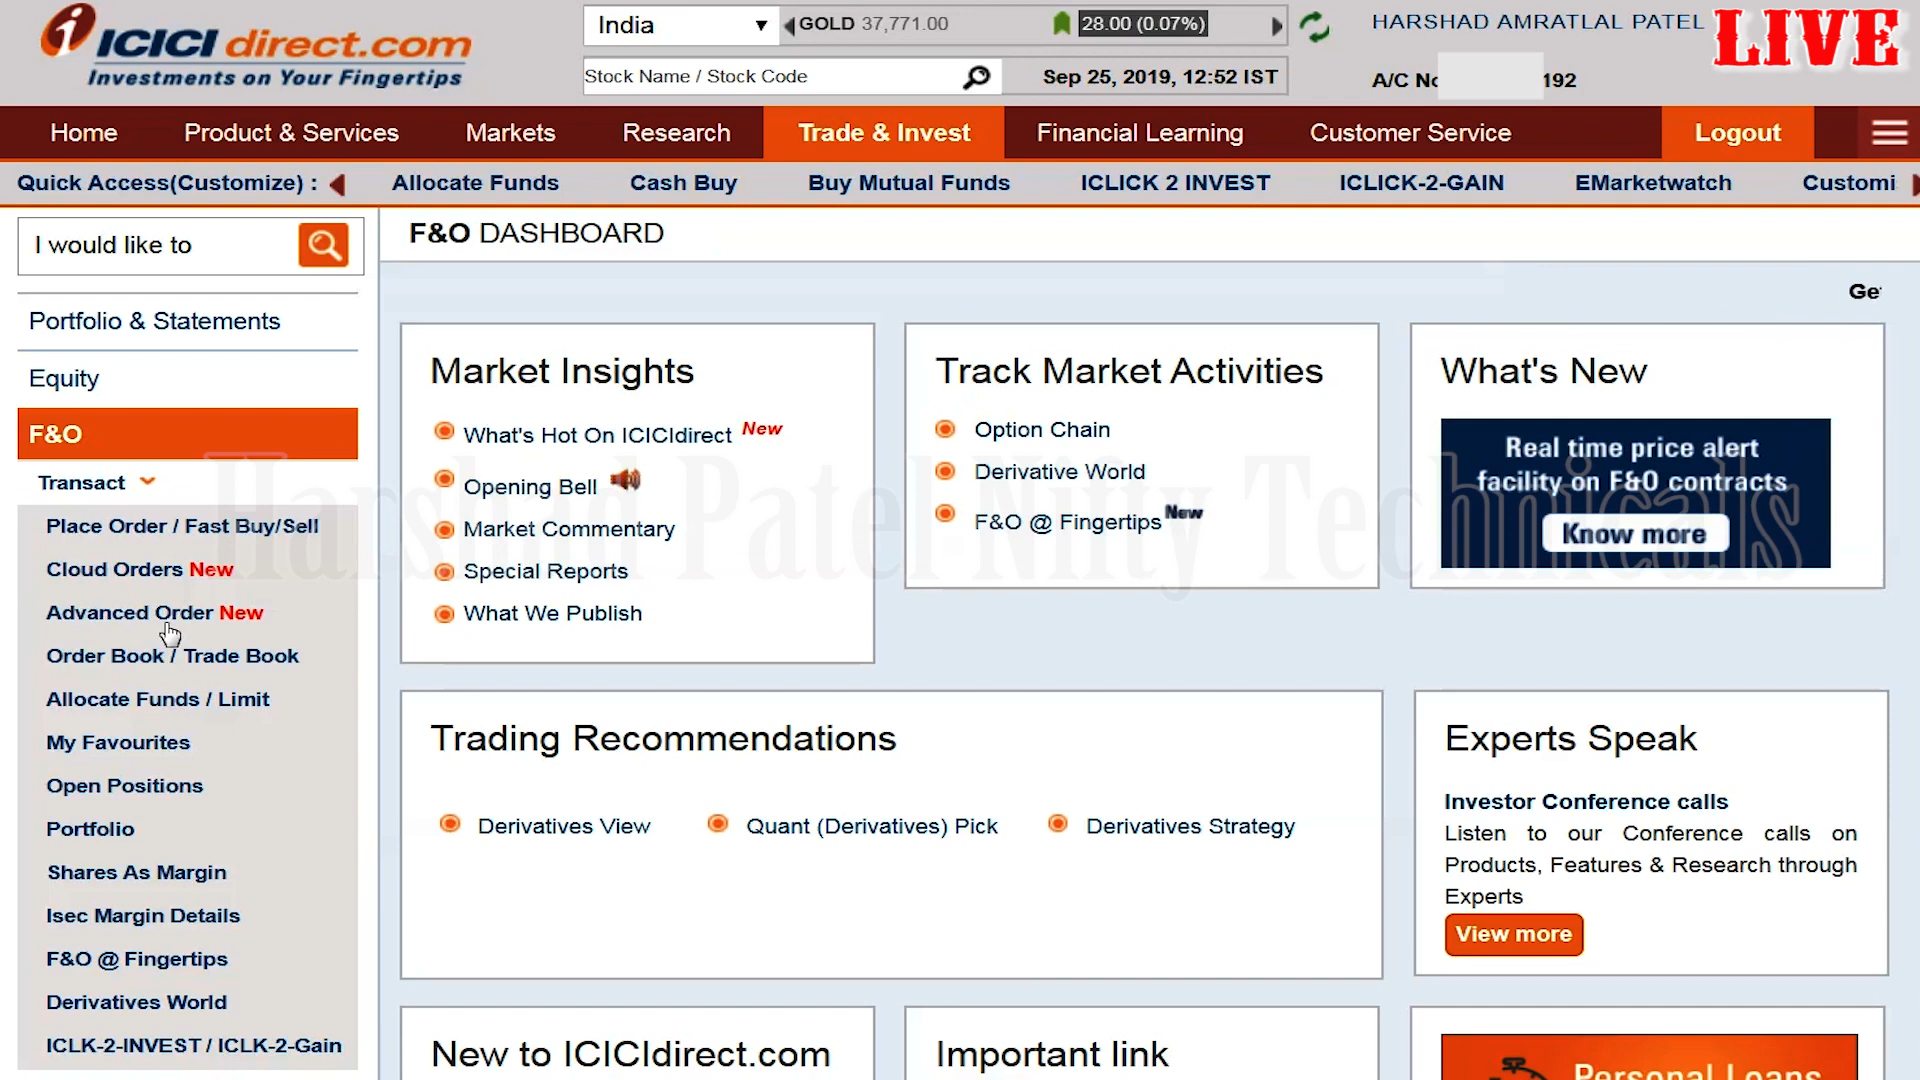 ICICI direct.com
Investments on Your Fingertips
India
GOLD 37,771.00 28.00 (0.07%)
HARSHAD AMRATLAL PATEL
LIVE
Stock Name / Stock Code
Sep 25, 2019, 12:52 IST
A/C No 192
Home Product & Services Markets Research Trade & Invest Financial Learning Customer Service Logout
Quick Access(Customize) : Allocate Funds Cash Buy Buy Mutual Funds ICLICK 2 INVEST ICLICK-2-GAIN EMarketwatch Customi
I would like to
Portfolio & Statements
Equity
F&O
Transact
Place Order / Fast Buy/Sell
Cloud Orders New
Advanced Order New
Order Book / Trade Book
Allocate Funds / Limit
My Favourites
Open Positions
Portfolio
Shares As Margin
Isec Margin Details
F&O @ Fingertips
Derivatives World
ICLK-2-INVEST / ICLK-2-Gain
F&O DASHBOARD
Ge
Market Insights
What's Hot On ICICIdirect New
Opening Bell
Market Commentary
Special Reports
What We Publish
Track Market Activities
Option Chain
Derivative World
F&O @ Fingertips New
What's New
Real time price alert
facility on F&O contracts
Know more
Harshad Patel Nifty Technicals
Trading Recommendations
Derivatives View
Quant (Derivatives) Pick
Derivatives Strategy
Experts Speak
Investor Conference calls
Listen to our Conference calls on
Products, Features & Research through
Experts
View more
New to ICICIdirect.com
Important link
Personal Loans